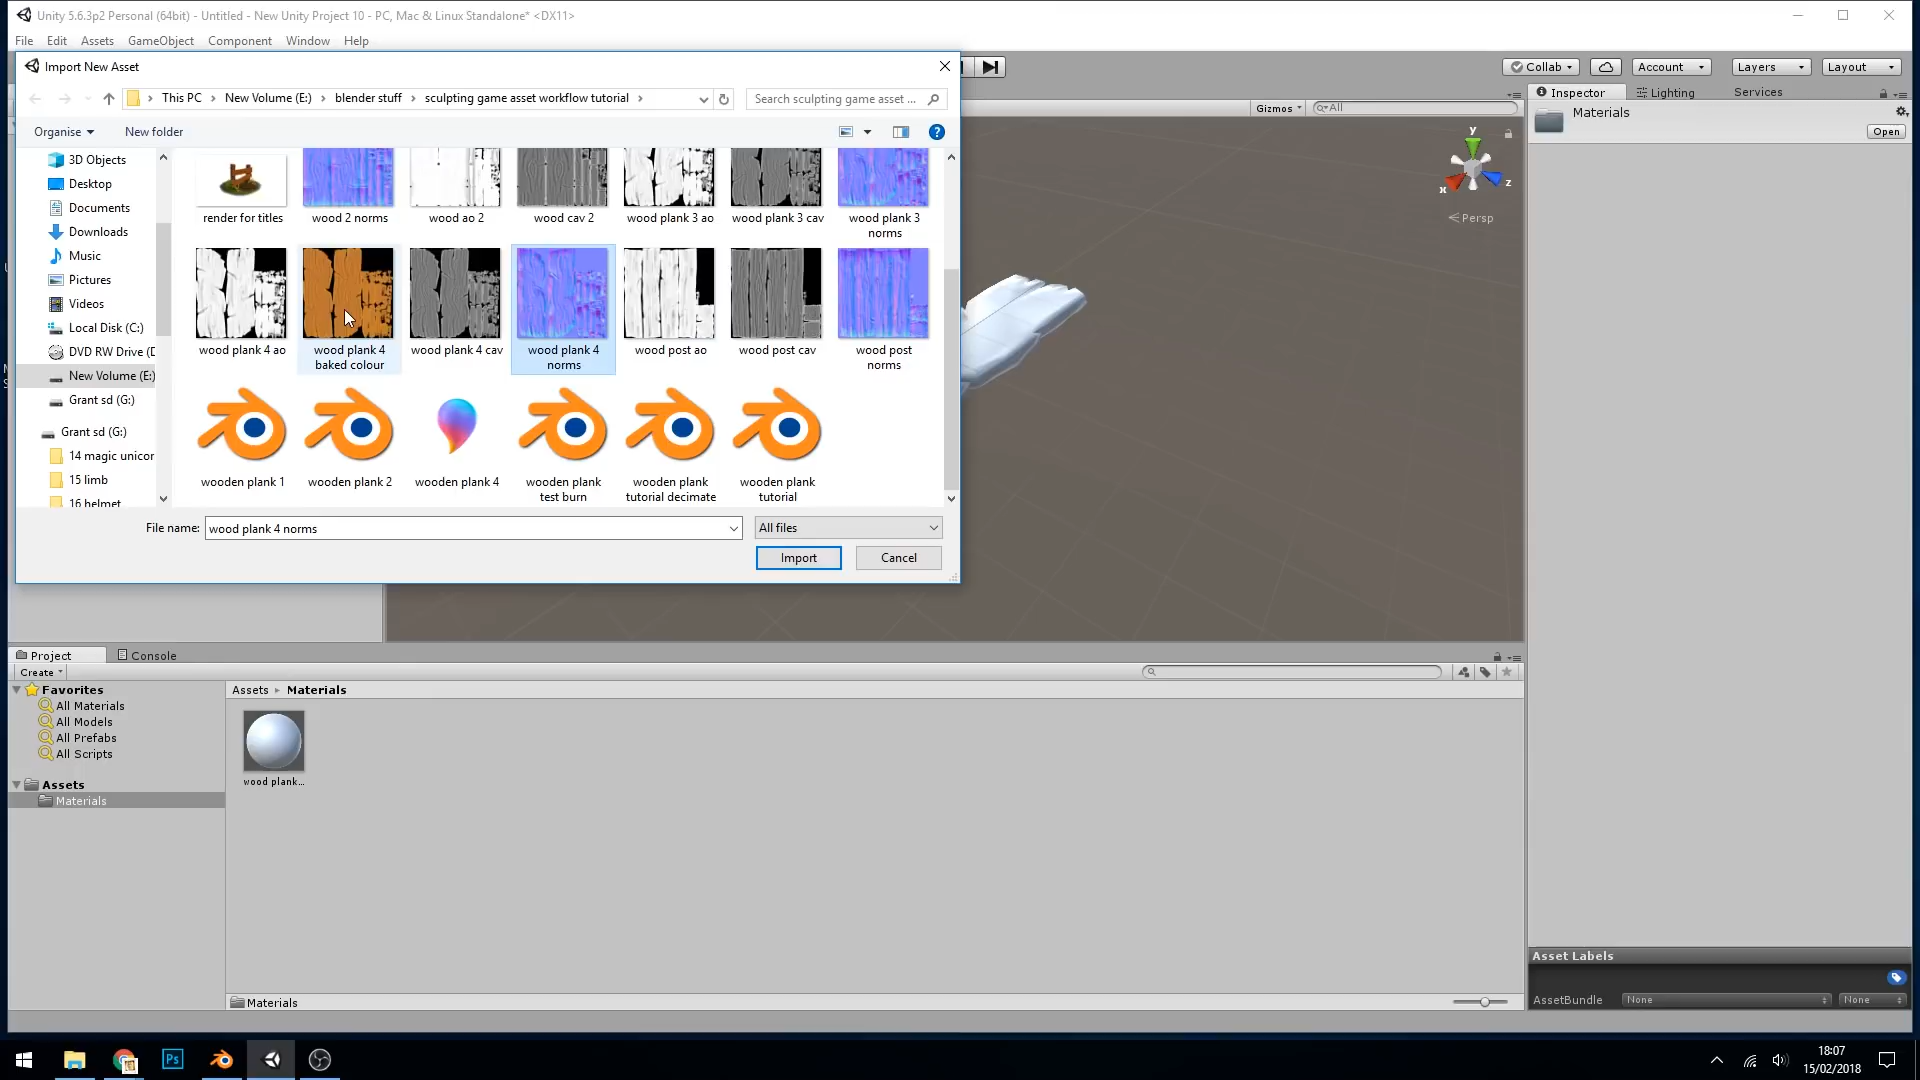 Unity 5.6.3p2 Personal (64bit) - Untitled - New Unity Project 10 - PC, Mac & Linux Standalone* <DX11>
File Edit Assets GameObject Component Window Help
Import New Asset
Collab Account Layers Layout
This PC New Volume (E:) blender stuff sculpting game asset workflow tutorial Search sculpting game asset ...
Gizmos All
Inspector Lighting Services
Materials
Open
Organise New folder
3D Objects
Desktop
Documents
Downloads
Music
Pictures
Videos
Local Disk (C:)
DVD RW Drive (D
New Volume (E:)
Grant sd (G:)
Grant sd (G:)
14 magic unicor
15 limb
16 helmet
render for titles
wood 2 norms
wood ao 2
wood cav 2
wood plank 3 ao
wood plank 3 cav
wood plank 3
norms
wood plank 4 ao
wood plank 4
baked colour
wood plank 4 cav
wood plank 4
norms
wood post ao
wood post cav
wood post
norms
wooden plank 1
wooden plank 2
wooden plank 4
wooden plank
test burn
wooden plank
tutorial decimate
wooden plank
tutorial
y
x
z
Persp
File name: wood plank 4 norms All files
Import Cancel
Project Console
Create
Favorites
All Materials
All Models
All Prefabs
All Scripts
Assets
Materials
Assets Materials
wood plank...
Materials
Asset Labels
AssetBundle None None
Ps
18:07
15/02/2018